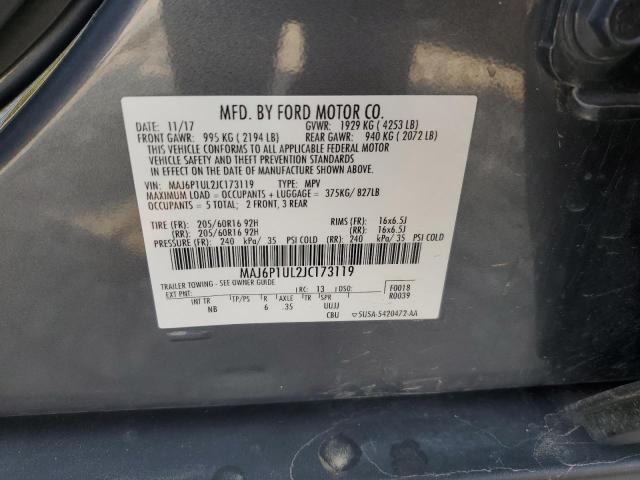 MFD. BY FORD MOTOR CO.
DATE: 11/17 GVWR: 1929 KG ( 4253 LB)
FRONT GAWR: 995 KG ( 2194 LB) REAR GAWR: 940 KG ( 2072 LB)
THIS VEHICLE CONFORMS TO ALL APPLICABLE FEDERAL MOTOR
VEHICLE SAFETY AND THEFT PREVENTION STANDARDS
IN EFFECT ON THE DATE OF MANUFACTURE SHOWN ABOVE.
VIN: MAJ6P1UL2JC173119 TYPE: MPV
MAXIMUM LOAD = OCCUPANTS + LUGGAGE = 375KG/ 827LB
OCCUPANTS = 5 TOTAL; 2 FRONT, 3 REAR
TIRE (FR): 205/60R16 92H RIMS (FR): 16x6.5J
(RR): 205/60R16 92H (RR): 16x6.5J
PRESSURE (FR): 240 kPa/ 35 PSI COLD (RR): 240 kPa/ 35 PSI COLD
MAJ6P1UL2JC173119
TRAILER TOWING - SEE OWNER GUIDE
EXT PNT: RC: 13 DSO: F0018
R0039
INT TR TP/PS R AXLE TR SPR
NB 6 .35 UUJJ
CBU 5USA-5420472-AA